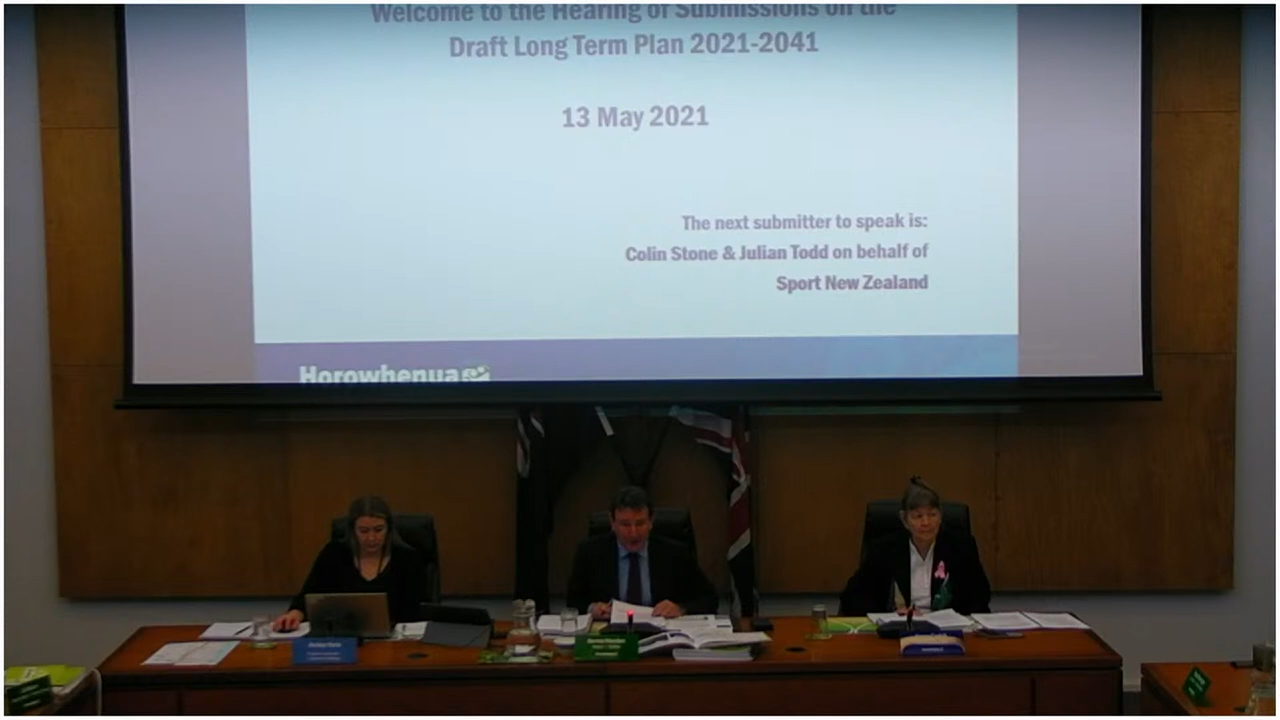 Welcome to the Hearing of Submissions on the
Draft Long Term Plan 2021-2041
13 May 2021
The next submitter to speak is:
Colin Stone & Julian Todd on behalf of
Sport New Zealand
Horowhenua